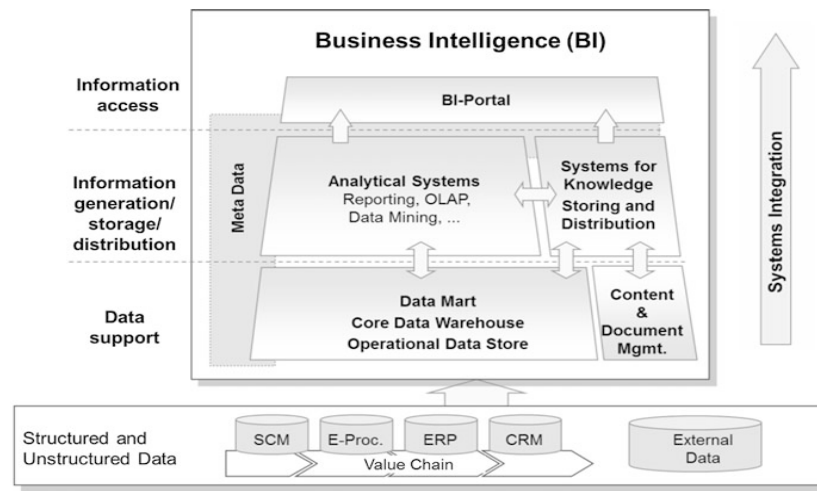 Business Intelligence (BI)
Information
access
BI-Portal
Meta Data
Information
generation/
storage/
distribution
Analytical Systems
Reporting, OLAP,
Data Mining, ...
Systems for
Knowledge
Storing and
Distribution
Data
support
Data Mart
Core Data Warehouse
Operational Data Store
Content
&
Document
Mgmt.
Systems Integration
Structured and
Unstructured Data
SCM
E-Proc.
ERP
CRM
Value Chain
External
Data